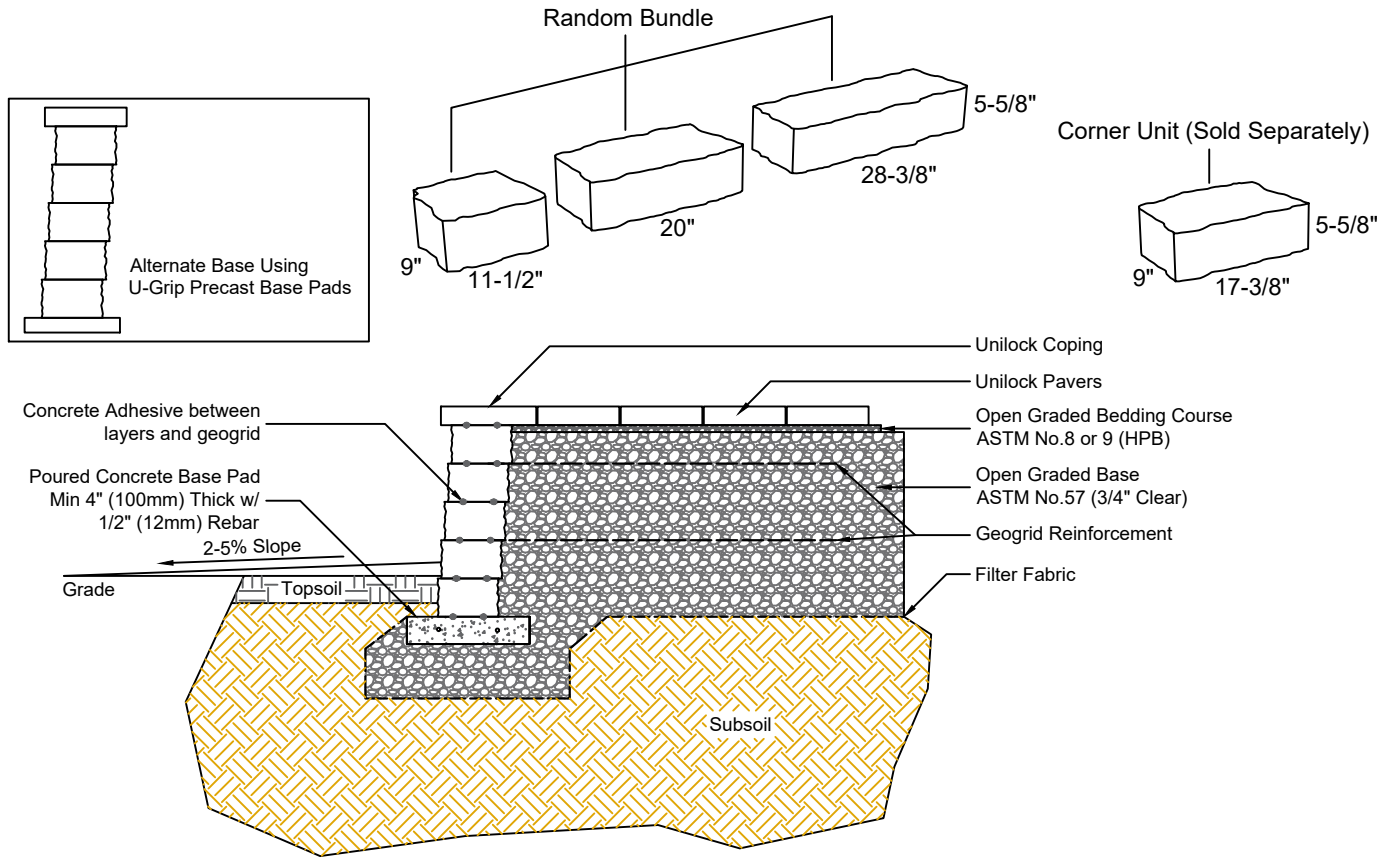 Random Bundle
5-5/8"
28-3/8"
20"
9"
11-1/2"
Corner Unit (Sold Separately)
5-5/8"
9"
17-3/8"
Alternate Base Using
U-Grip Precast Base Pads
Unilock Coping
Unilock Pavers
Open Graded Bedding Course
ASTM No.8 or 9 (HPB)
Open Graded Base
ASTM No.57 (3/4" Clear)
Geogrid Reinforcement
Filter Fabric
Concrete Adhesive between
layers and geogrid
Poured Concrete Base Pad
Min 4" (100mm) Thick w/
1/2" (12mm) Rebar
2-5% Slope
Grade
Topsoil
Subsoil